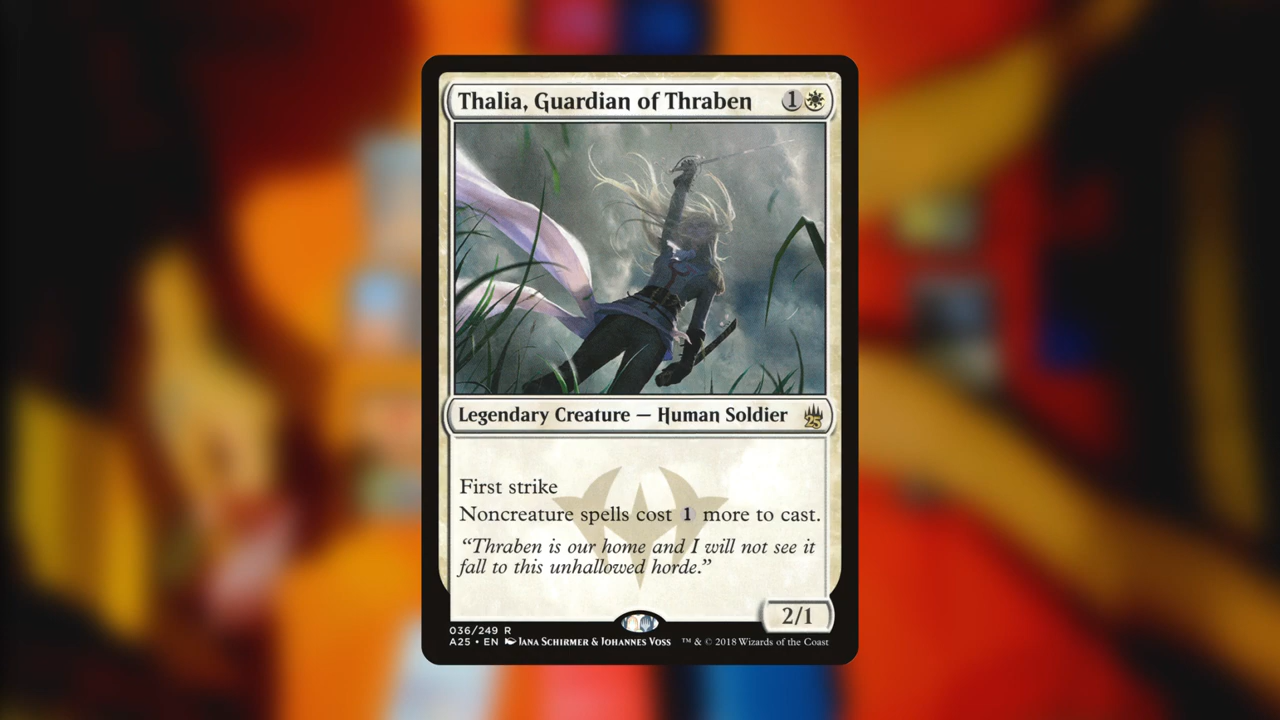 Thalia, Guardian of Thraben 1
Legendary Creature — Human Soldier 25
First strike
Noncreature spells cost 1 more to cast.
“Thraben is our home and I will not see it
fall to this unhallowed horde.”
2/1
036/249 R
A25 • EN JANA SCHIRMER & JOHANNES VOSS ™ & © 2018 Wizards of the Coast